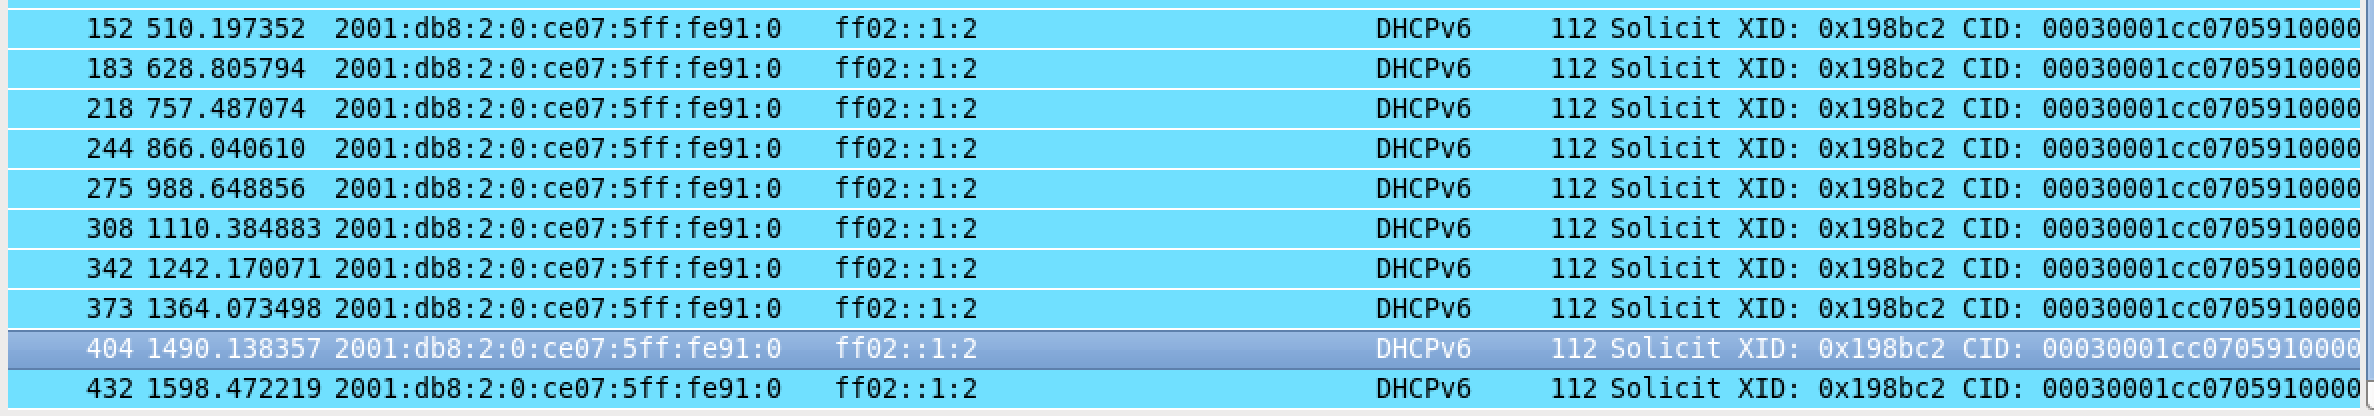 152 510.197352 2001:db8:2:0:ce07:5ff:fe91:0 ff02::1:2 DHCPv6 112 Solicit XID: 0x198bc2 CID: 00030001cc0705910000
183 628.805794 2001:db8:2:0:ce07:5ff:fe91:0 ff02::1:2 DHCPv6 112 Solicit XID: 0x198bc2 CID: 00030001cc0705910000
218 757.487074 2001:db8:2:0:ce07:5ff:fe91:0 ff02::1:2 DHCPv6 112 Solicit XID: 0x198bc2 CID: 00030001cc0705910000
244 866.040610 2001:db8:2:0:ce07:5ff:fe91:0 ff02::1:2 DHCPv6 112 Solicit XID: 0x198bc2 CID: 00030001cc0705910000
275 988.648856 2001:db8:2:0:ce07:5ff:fe91:0 ff02::1:2 DHCPv6 112 Solicit XID: 0x198bc2 CID: 00030001cc0705910000
308 1110.384883 2001:db8:2:0:ce07:5ff:fe91:0 ff02::1:2 DHCPv6 112 Solicit XID: 0x198bc2 CID: 00030001cc0705910000
342 1242.170071 2001:db8:2:0:ce07:5ff:fe91:0 ff02::1:2 DHCPv6 112 Solicit XID: 0x198bc2 CID: 00030001cc0705910000
373 1364.073498 2001:db8:2:0:ce07:5ff:fe91:0 ff02::1:2 DHCPv6 112 Solicit XID: 0x198bc2 CID: 00030001cc0705910000
404 1490.138357 2001:db8:2:0:ce07:5ff:fe91:0 ff02::1:2 DHCPv6 112 Solicit XID: 0x198bc2 CID: 00030001cc0705910000
432 1598.472219 2001:db8:2:0:ce07:5ff:fe91:0 ff02::1:2 DHCPv6 112 Solicit XID: 0x198bc2 CID: 00030001cc0705910000